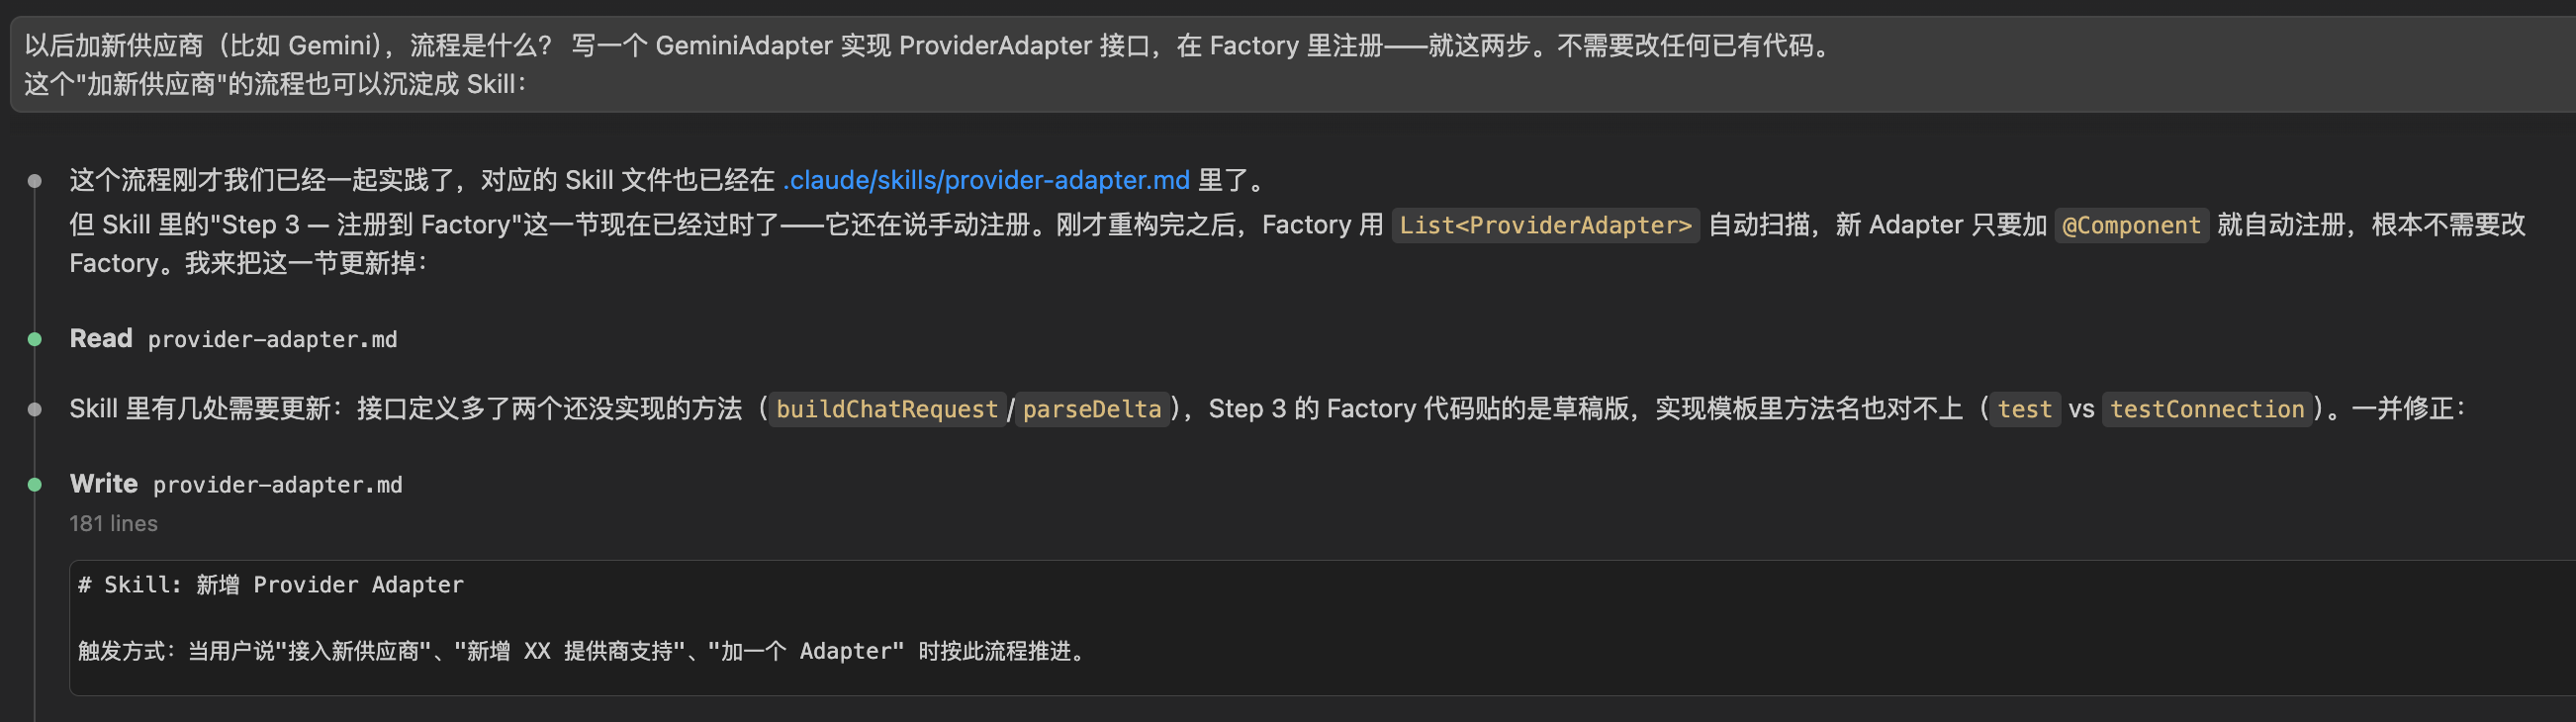 以后加新供应商（比如 Gemini），流程是什么？ 写一个 GeminiAdapter 实现 ProviderAdapter 接口，在 Factory 里注册——就这两步。不需要改任何已有代码。
这个"加新供应商"的流程也可以沉淀成 Skill：
这个流程刚才我们已经一起实践了，对应的 Skill 文件也已经在 .claude/skills/provider-adapter.md 里了。
但 Skill 里的"Step 3 — 注册到 Factory"这一节现在已经过时了——它还在说手动注册。刚才重构完之后，Factory 用 List<ProviderAdapter> 自动扫描，新 Adapter 只要加 @Component 就自动注册，根本不需要改
Factory。我来把这一节更新掉：
Read provider-adapter.md
Skill 里有几处需要更新：接口定义多了两个还没实现的方法（buildChatRequest/parseDelta），Step 3 的 Factory 代码贴的是草稿版，实现模板里方法名也对不上（test vs testConnection）。一并修正：
Write provider-adapter.md
181 lines
# Skill: 新增 Provider Adapter
触发方式：当用户说"接入新供应商"、"新增 XX 提供商支持"、"加一个 Adapter" 时按此流程推进。